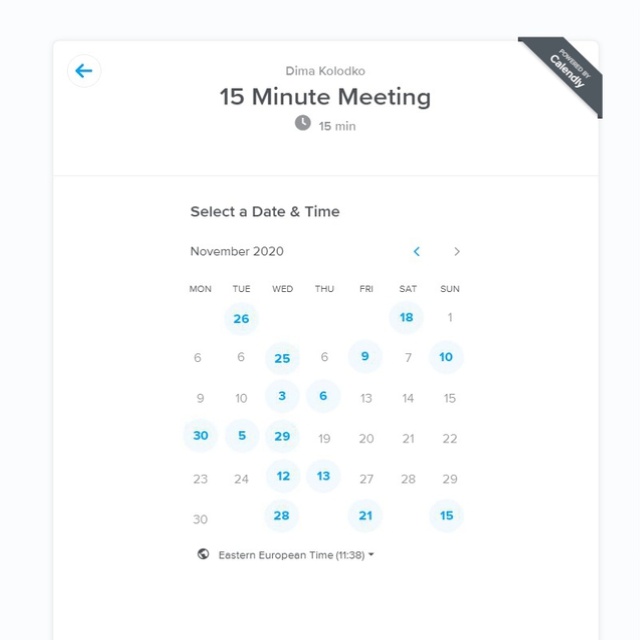 POWERED BY
Calendly
Dima Kolodko
15 Minute Meeting
15 min
Select a Date & Time
November 2020
MON TUE WED THU FRI SAT SUN
26 18 1
6 6 25 6 9 7 10
9 10 3 6 13 14 15
30 5 29 19 20 21 22
23 24 12 13 27 28 29
30 28 21 15
Eastern European Time (11:38)